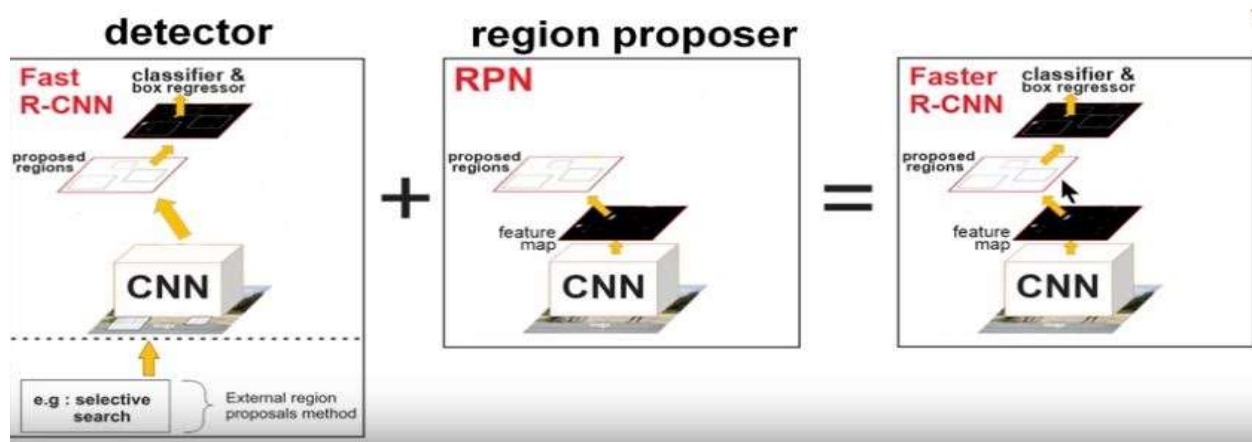 detector
Fast
R-CNN
classifier &
box regressor
proposed
regions
CNN
e.g : selective
search
External region
proposals method
+
region proposer
RPN
proposed
regions
feature
map
CNN
=
Faster
R-CNN
classifier &
box regressor
proposed
regions
feature
map
CNN